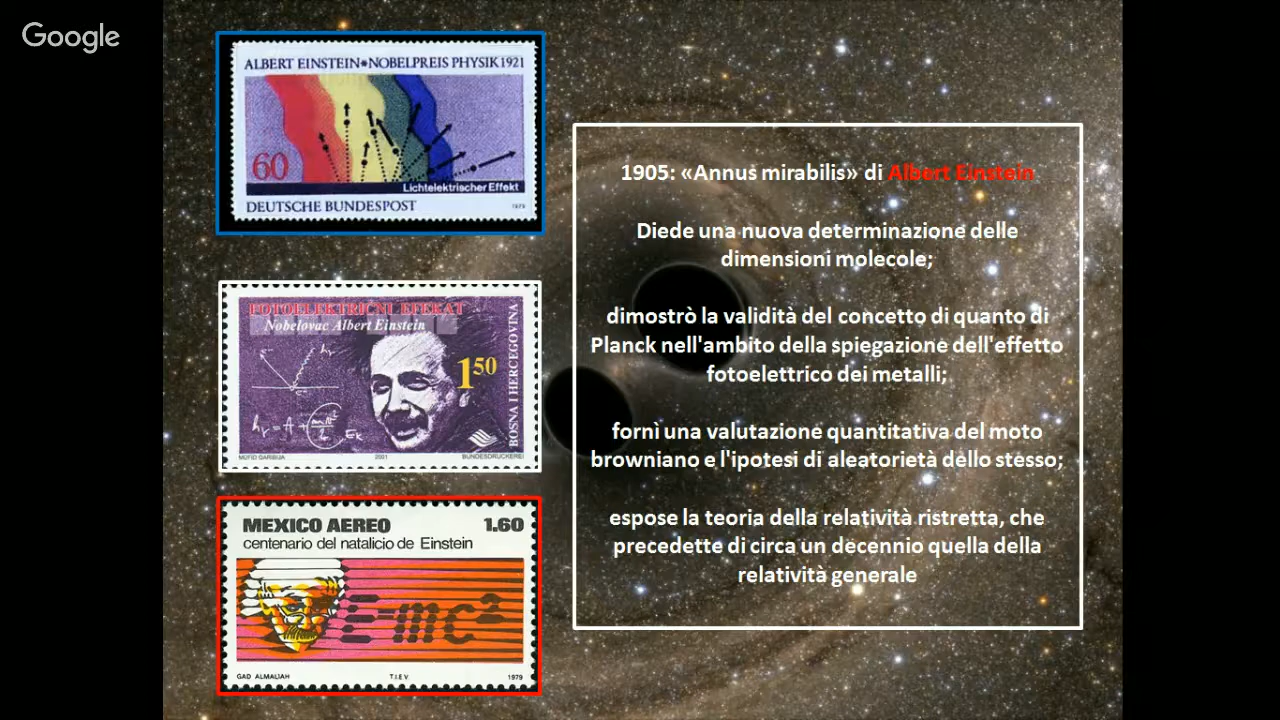 Google
ALBERT EINSTEIN*NOBELPREIS PHYSIK 1921
60
Lichtelektrischer Effekt
DEUTSCHE BUNDESPOST
1979
FOTOELEKTRIČNI EFEKAT
Nobelovac Albert Einstein
150
BOSNA I HERCEGOVINA
MUFID GARIBIJA
2001
BUNDESDRUCKEREI
MEXICO AEREO
1.60
centenario del natalicio de Einstein
E=mc²
GAD ALMALIAH
T.I.E.V.
1979
1905: «Annus mirabilis» di Albert Einstein
Diede una nuova determinazione delle
dimensioni molecole;
dimostrò la validità del concetto di quanto di
Planck nell'ambito della spiegazione dell'effetto
fotoelettrico dei metalli;
fornì una valutazione quantitativa del moto
browniano e l'ipotesi di aleatorietà dello stesso;
espose la teoria della relatività ristretta, che
precedette di circa un decennio quella della
relatività generale